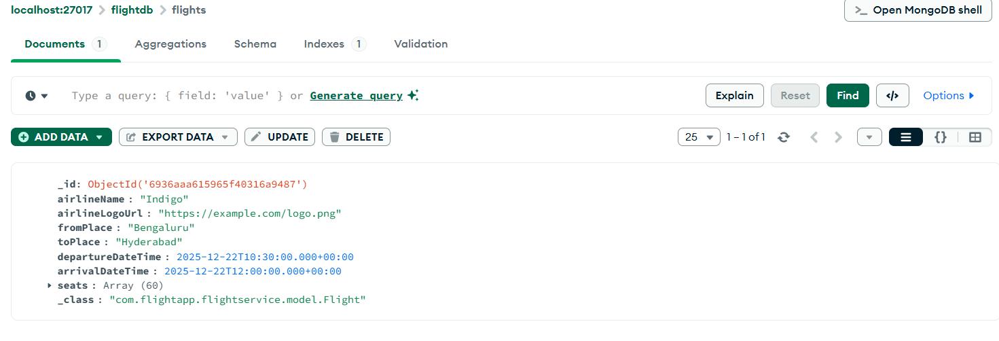 localhost:27017 > flightdb > flights
>_ Open MongoDB shell
Documents 1 Aggregations Schema Indexes 1 Validation
Type a query: { field: 'value' } or Generate query
Explain Reset Find </> Options
ADD DATA EXPORT DATA UPDATE DELETE 25 1–1 of 1 {}
_id: ObjectId('6936aaa615965f40316a9487')
airlineName : "Indigo"
airlineLogoUrl : "https://example.com/logo.png"
fromPlace : "Bengaluru"
toPlace : "Hyderabad"
departureDateTime : 2025-12-22T10:30:00.000+00:00
arrivalDateTime : 2025-12-22T12:00:00.000+00:00
seats : Array (60)
_class : "com.flightapp.flightservice.model.Flight"